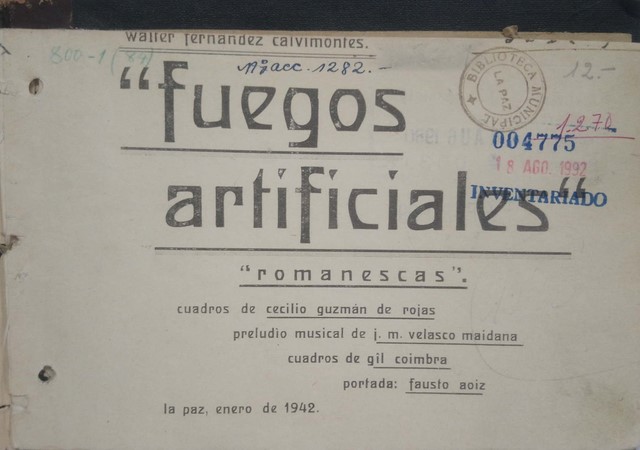 walter fernández calvimontes.
800-1 (84)
Nº acc. 1282.-
BIBLIOTECA MUNICIPAL
LA PAZ
12.-
"fuegos
1270
004775
18 AGO. 1992
INVENTARIADO
artificiales"
"romanescas".
cuadros de cecilio guzmán de rojas
preludio musical de j. m. velasco maidana
cuadros de gil coimbra
portada: fausto aoiz
la paz, enero de 1942.